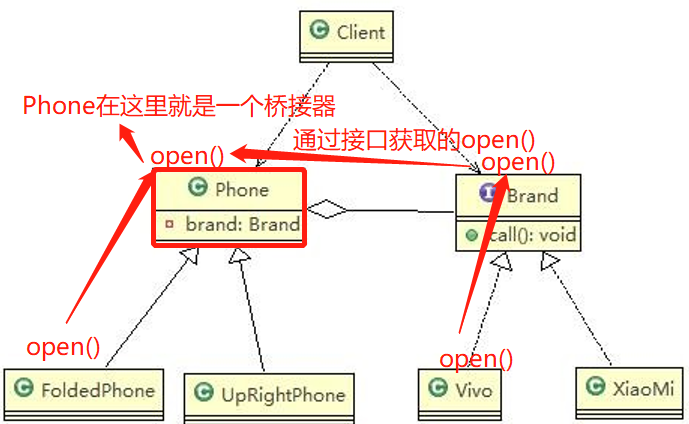 C Client
Phone在这里就是一个桥接器
通过接口获取的open()
open()
open()
C Phone
brand: Brand
I Brand
call(): void
open()
open()
C FoldedPhone
C UpRightPhone
C Vivo
C XiaoMi